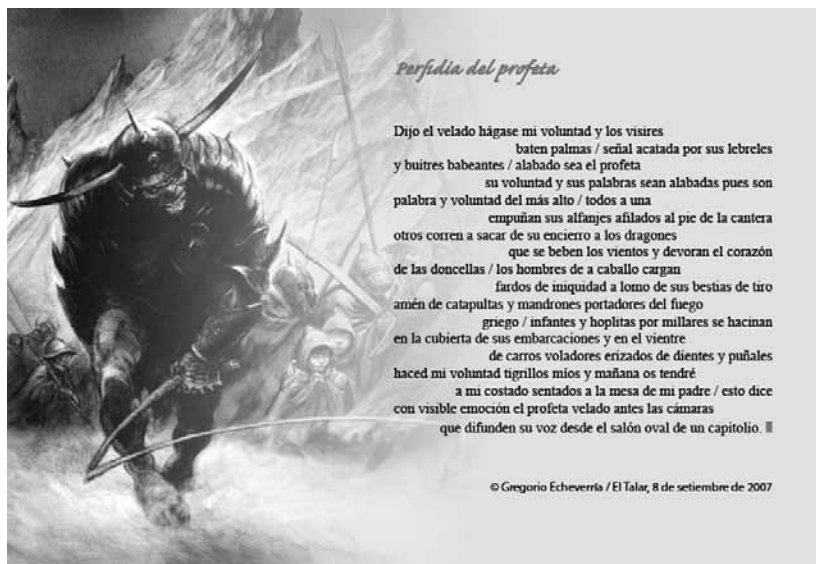 Perfidia del profeta
Dijo el velado hágase mi voluntad y los visires
baten palmas / señal acatada por sus lebreles
y buitres babeantes / alabado sea el profeta
su voluntad y sus palabras sean alabadas pues son
palabra y voluntad del más alto / todos a una
empuñan sus alfanjes afilados al pie de la cantera
otros corren a sacar de su encierro a los dragones
que se beben los vientos y devoran el corazón
de las doncellas / los hombres de a caballo cargan
fardos de iniquidad a lomo de sus bestias de tiro
amén de catapultas y mandrones portadores del fuego
griego / infantes y hoplitas por millares se hacinan
en la cubierta de sus embarcaciones y en el vientre
de carros voladores erizados de dientes y puñales
haced mi voluntad tigrillos míos y mañana os tendré
a mi costado sentados a la mesa de mi padre / esto dice
con visible emoción el profeta velado antes las cámaras
que difunden su voz desde el salón oval de un capitolio.
© Gregorio Echeverría / El Talar, 8 de setiembre de 2007